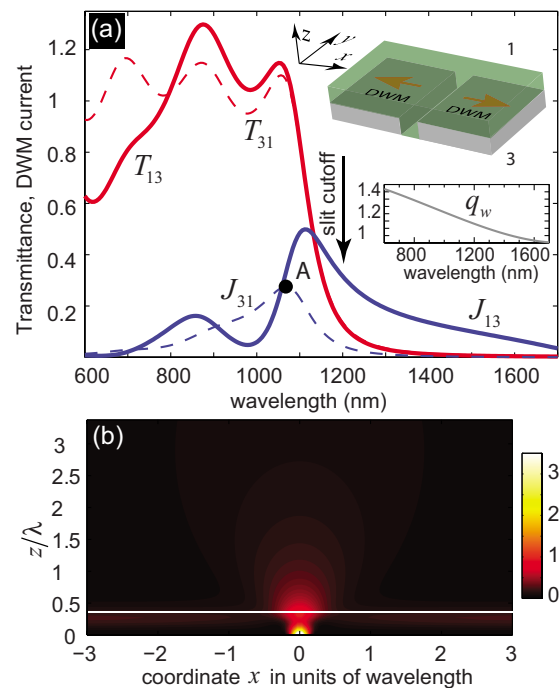 (a)
Transmittance, DWM current
1.2
1
0.8
0.6
0.4
0.2
T13
T31
J31
J13
A
slit cutoff
z
y
x
1
3
DWM
DWM
1.4
1.2
1
qw
800
1200
1600
wavelength (nm)
600
800
1000
1200
1400
1600
wavelength (nm)
(b)
z/λ
3
2.5
2
1.5
1
0.5
0
−3
−2
−1
0
1
2
3
coordinate x in units of wavelength
3
2
1
0